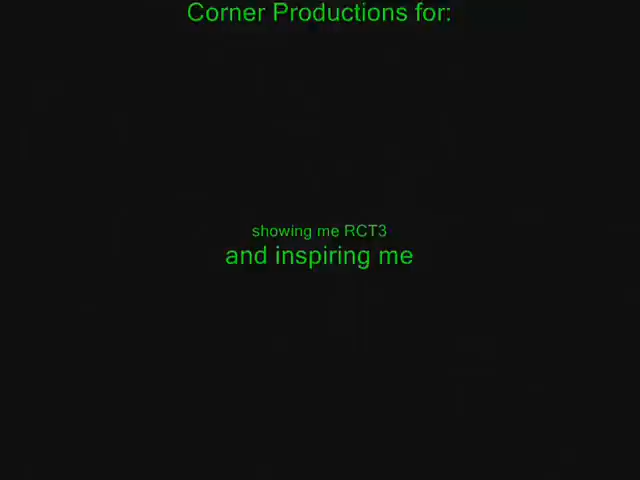 Corner Productions for:
showing me RCT3
and inspiring me